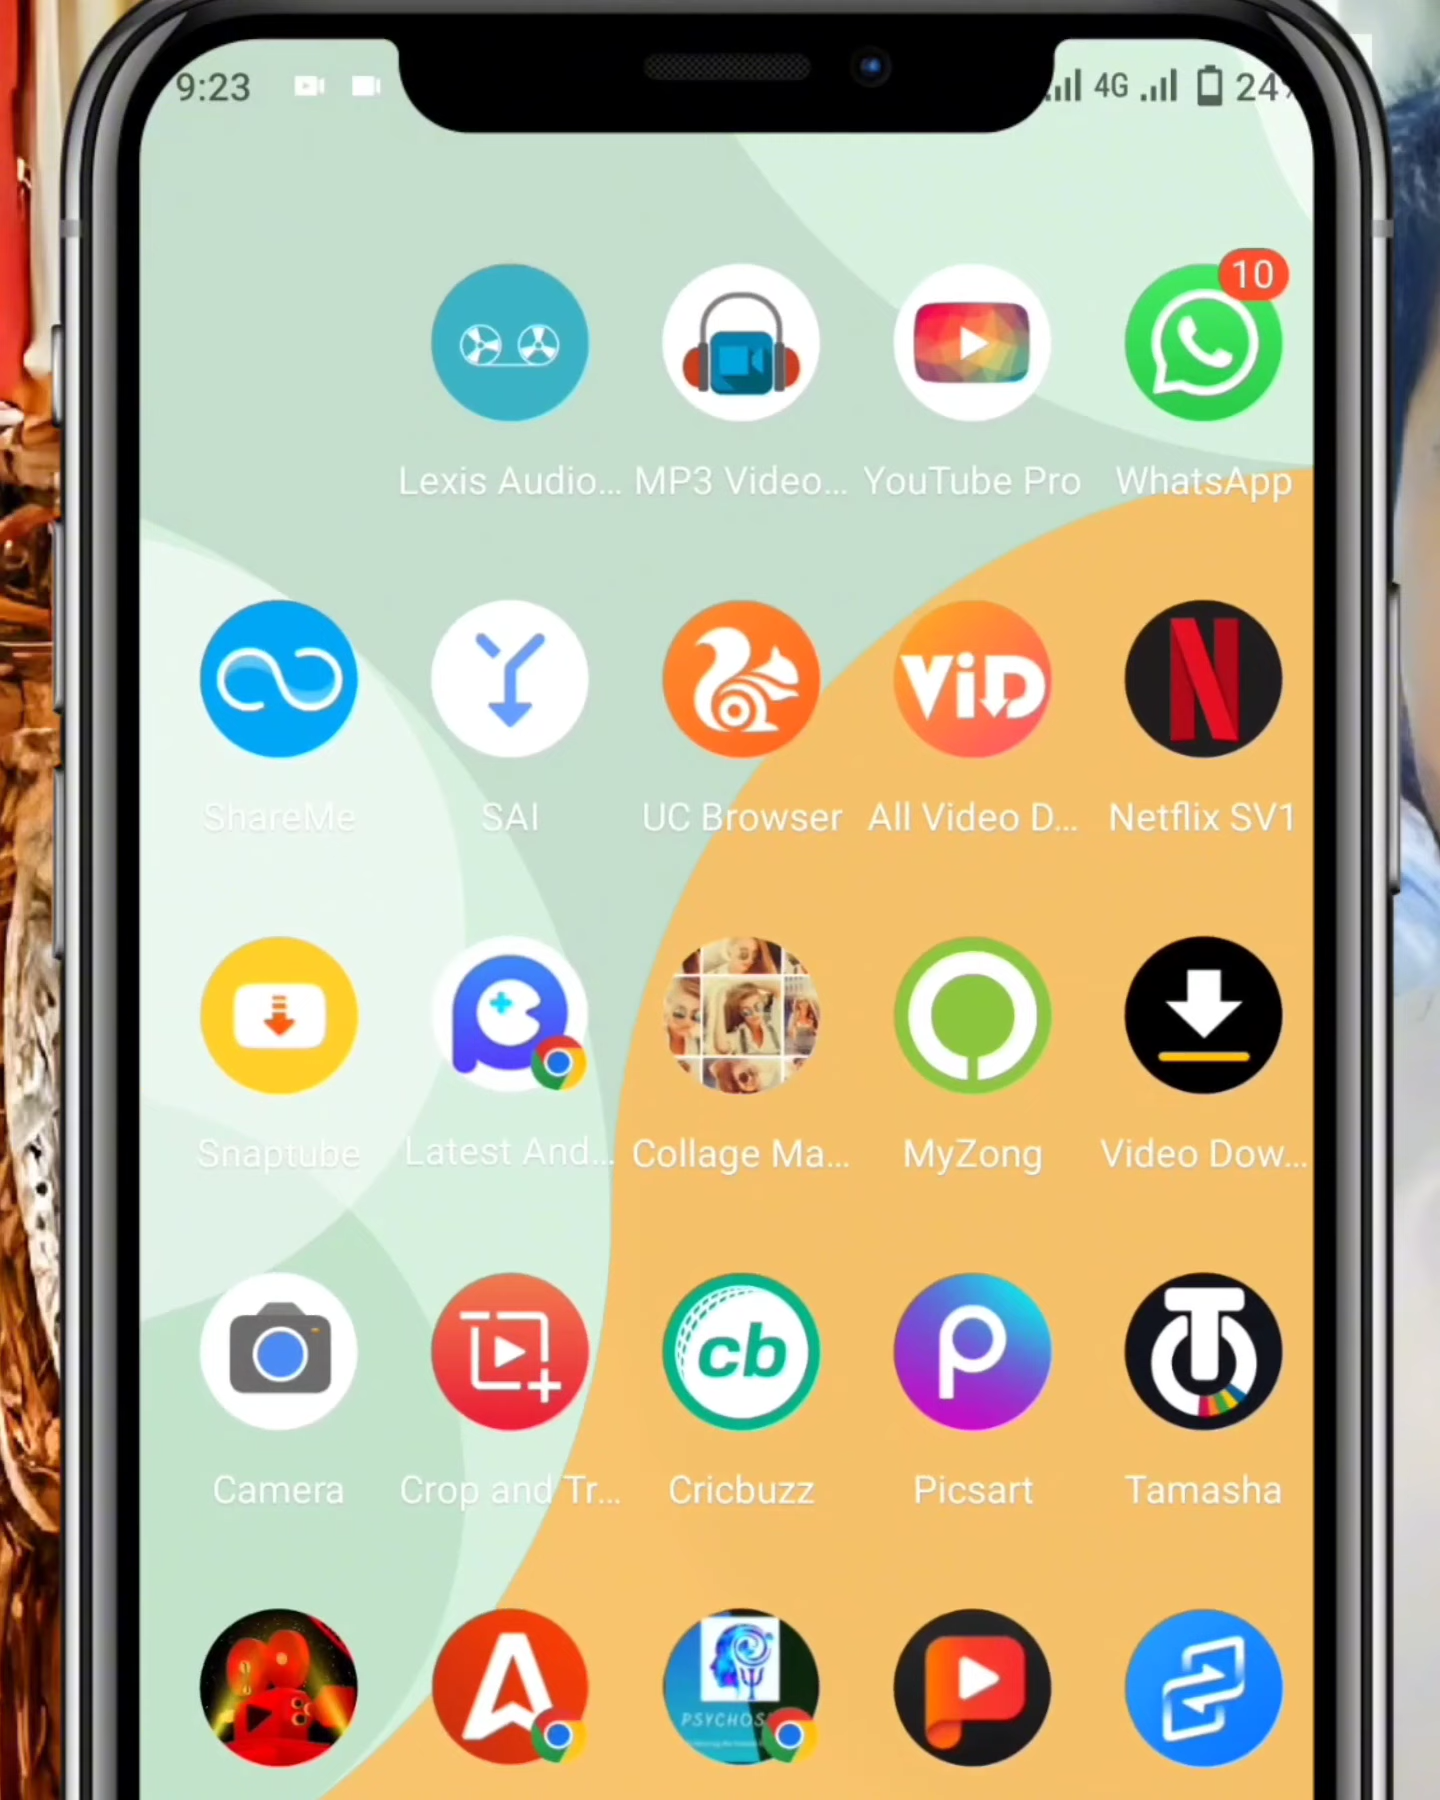 9:23 4G 24%
10
Lexis Audio... MP3 Video... YouTube Pro WhatsApp
ViD N
ShareMe SAI UC Browser All Video D... Netflix SV1
Snaptube Latest And... Collage Ma... MyZong Video Dow...
cb
Camera Crop and Tr... Cricbuzz Picsart Tamasha
PSYCHOS